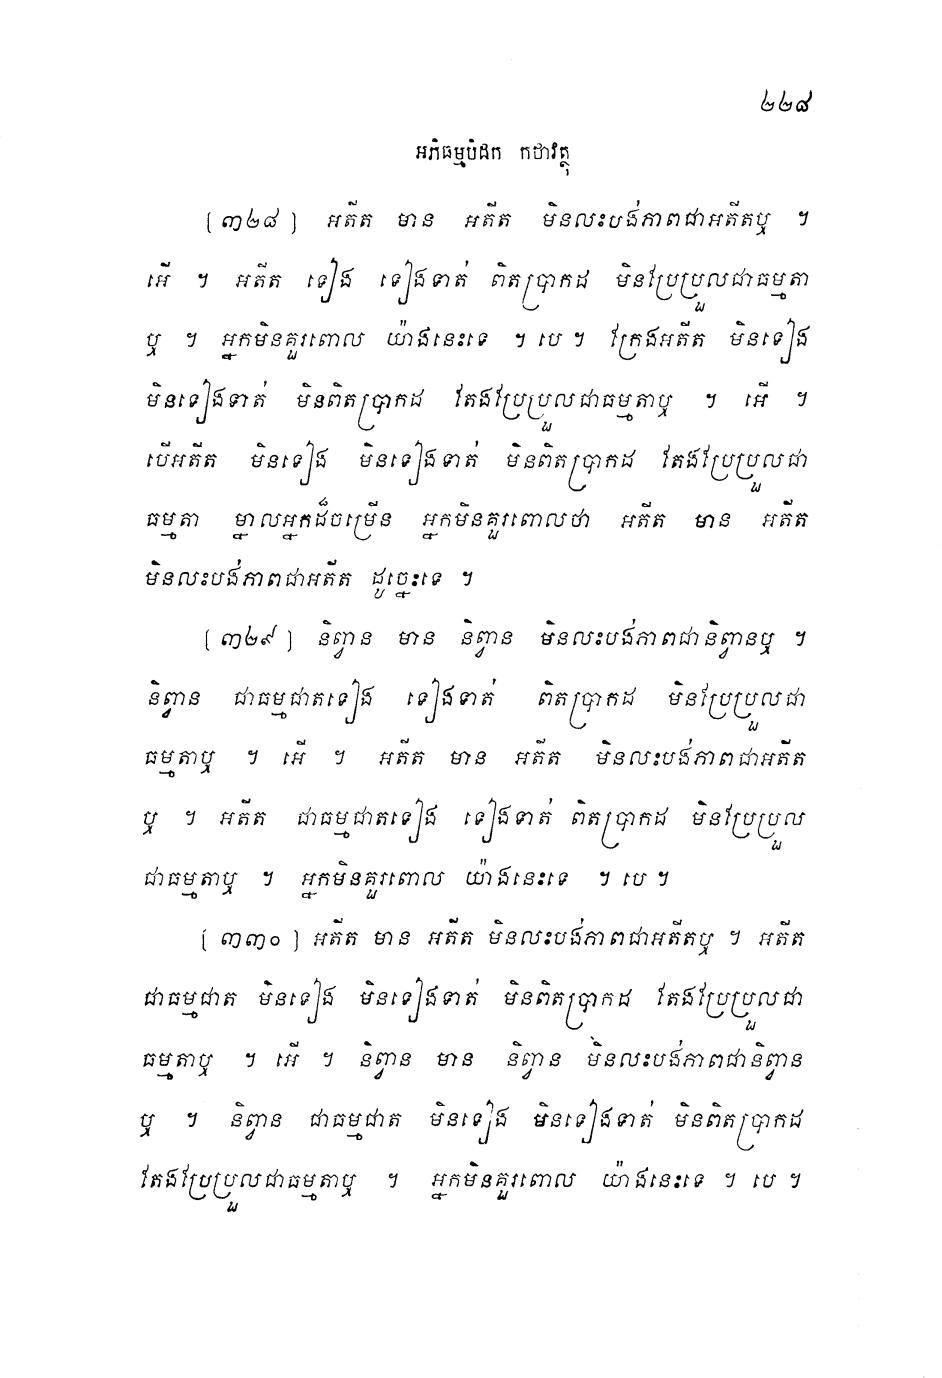 ២២៨
អភិធម្មបិដក កថាវត្ថុ
[៣២៨] អតីត មាន អតីត មិនលះបង់ភាពជាអតីតឬ ។
អើ ។ អតីត ទៀង ទៀងទាត់ ពិតប្រាកដ មិនប្រែប្រួលជាធម្មតា
ឬ ។ អ្នកមិនគួរពោល យ៉ាងនេះទេ ។ បេ ។ ក្រែងអតីត មិនទៀង
មិនទៀងទាត់ មិនពិតប្រាកដ តែងប្រែប្រួលជាធម្មតាឬ ។ អើ ។
បើអតីត មិនទៀង មិនទៀងទាត់ មិនពិតប្រាកដ តែងប្រែប្រួលជា
ធម្មតា ម្នាលអ្នកដ៏ចម្រើន អ្នកមិនគួរពោលថា អតីត មាន អតីត
មិនលះបង់ភាពជាអតីត ដូច្នេះទេ ។
[៣២៩] និព្វាន មាន និព្វាន មិនលះបង់ភាពជានិព្វានឬ ។
និព្វាន ជាធម្មជាតទៀង ទៀងទាត់ ពិតប្រាកដ មិនប្រែប្រួលជា
ធម្មតាឬ ។ អើ ។ អតីត មាន អតីត មិនលះបង់ភាពជាអតីត
ឬ ។ អតីត ជាធម្មជាតទៀង ទៀងទាត់ ពិតប្រាកដ មិនប្រែប្រួល
ជាធម្មតាឬ ។ អ្នកមិនគួរពោល យ៉ាងនេះទេ ។ បេ ។
[៣៣០] អតីត មាន អតីត មិនលះបង់ភាពជាអតីតឬ ។ អតីត
ជាធម្មជាត មិនទៀង មិនទៀងទាត់ មិនពិតប្រាកដ តែងប្រែប្រួលជា
ធម្មតាឬ ។ អើ ។ និព្វាន មាន និព្វាន មិនលះបង់ភាពជានិព្វាន
ឬ ។ និព្វាន ជាធម្មជាត មិនទៀង មិនទៀងទាត់ មិនពិតប្រាកដ
តែងប្រែប្រួលជាធម្មតាឬ ។ អ្នកមិនគួរពោល យ៉ាងនេះទេ ។ បេ ។